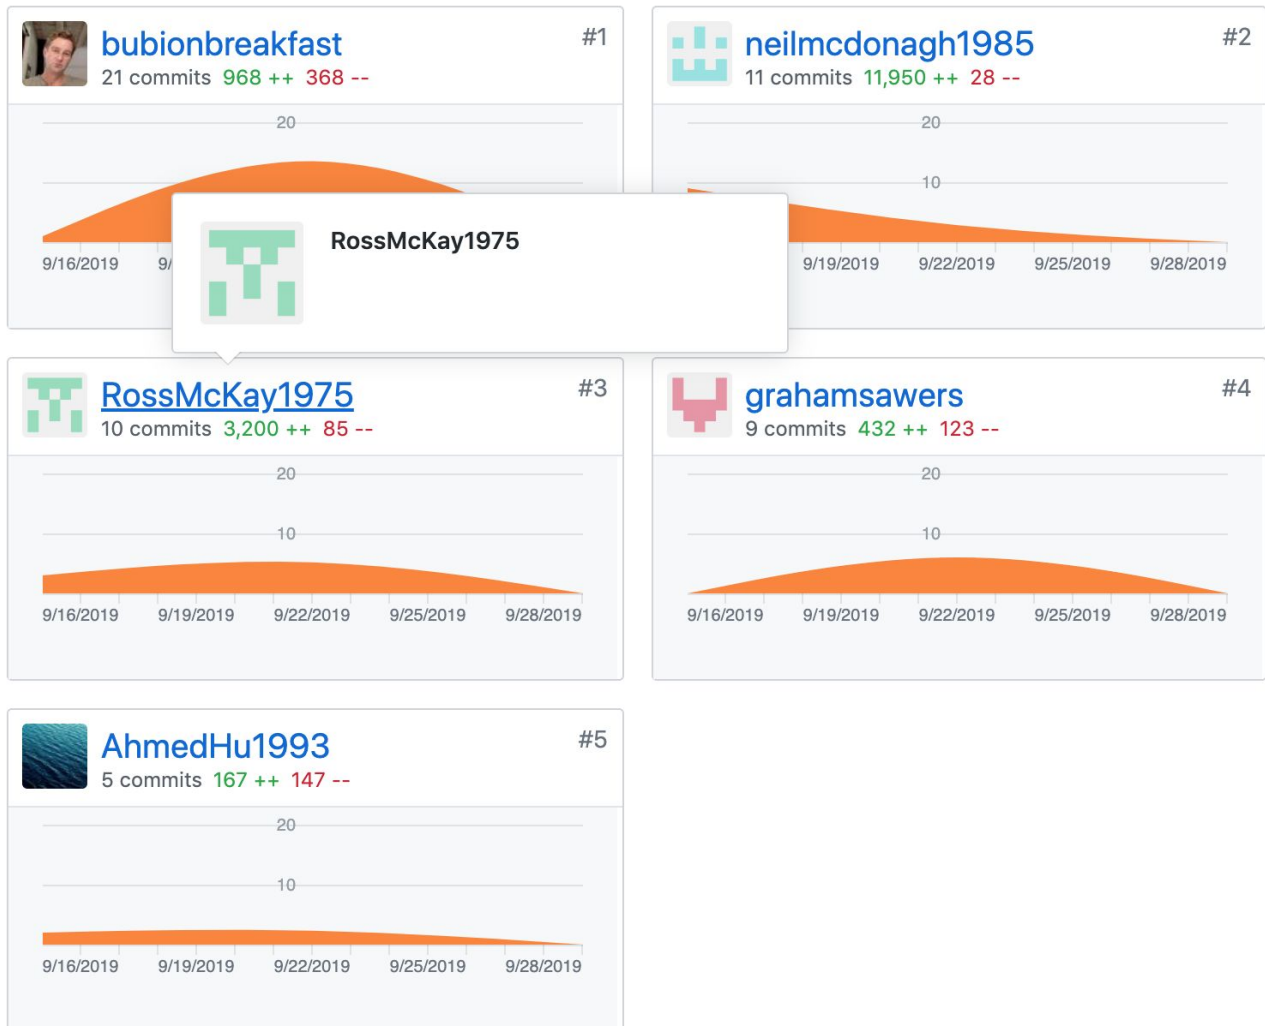 bubionbreakfast #1
21 commits 968 ++ 368 --
20
9/16/2019 9/
neilmcdonagh1985 #2
11 commits 11,950 ++ 28 --
20
10
9/19/2019 9/22/2019 9/25/2019 9/28/2019
RossMcKay1975
RossMcKay1975 #3
10 commits 3,200 ++ 85 --
20
10
9/16/2019 9/19/2019 9/22/2019 9/25/2019 9/28/2019
grahamsawers #4
9 commits 432 ++ 123 --
20
10
9/16/2019 9/19/2019 9/22/2019 9/25/2019 9/28/2019
AhmedHu1993 #5
5 commits 167 ++ 147 --
20
10
9/16/2019 9/19/2019 9/22/2019 9/25/2019 9/28/2019